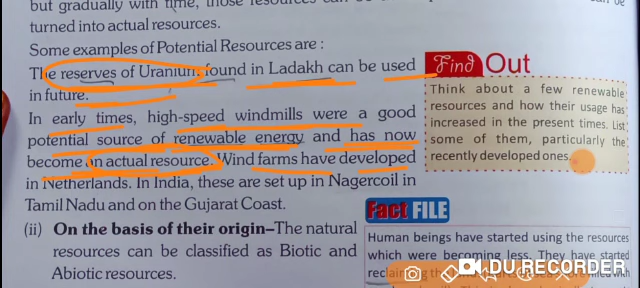 but gradually with time, those resources can be
turned into actual resources.
Some examples of Potential Resources are :
The reserves of Uranium found in Ladakh can be used
in future.
In early times, high-speed windmills were a good
potential source of renewable energy and has now
become an actual resource. Wind farms have developed
in Netherlands. In India, these are set up in Nagercoil in
Tamil Nadu and on the Gujarat Coast.
(ii) On the basis of their origin–The natural
resources can be classified as Biotic and
Abiotic resources.
Find Out
Think about a few renewable
resources and how their usage has
increased in the present times. List
some of them, particularly the
recently developed ones.
Fact FILE
Human beings have started using the resources
which were becoming less. They have started
with
DU RECORDER